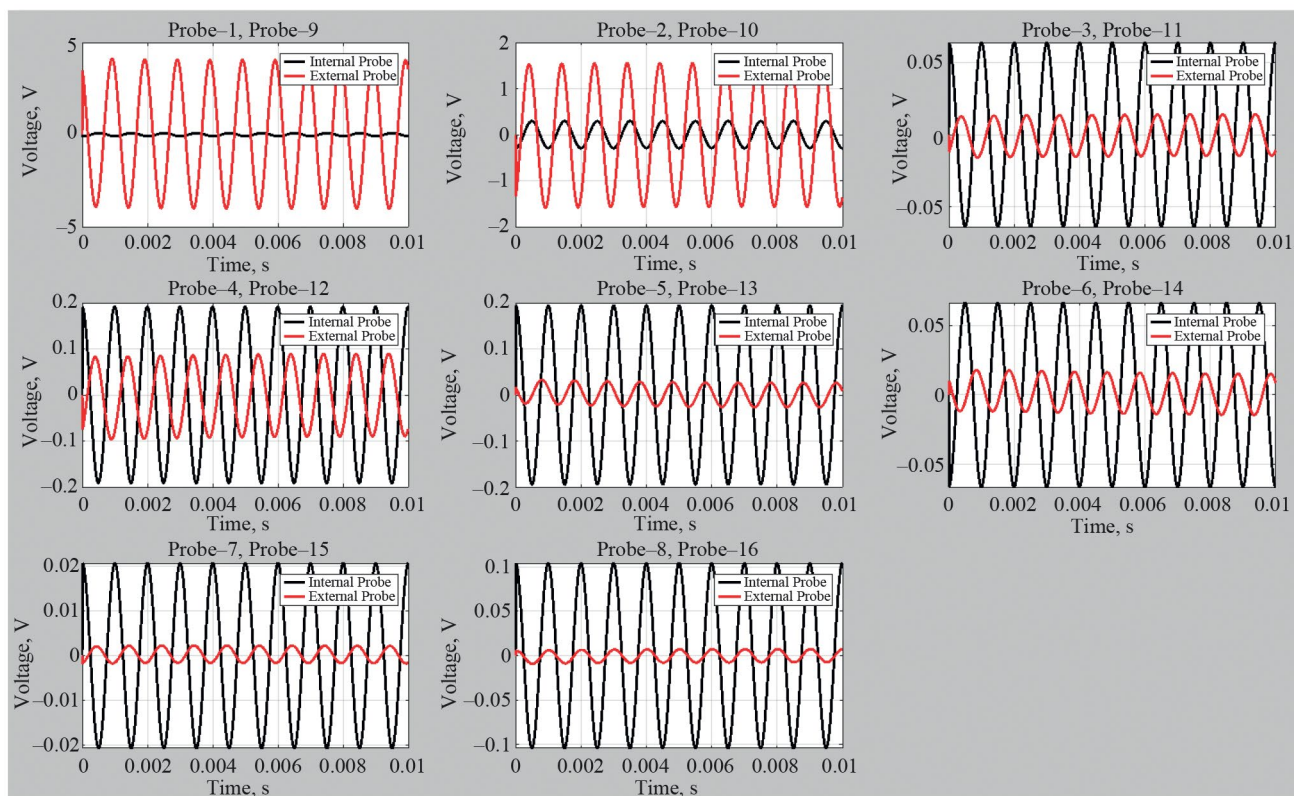 Probe–1, Probe–9
5
0
–5
Voltage, V
Internal Probe
External Probe
0 0.002 0.004 0.006 0.008 0.01
Time, s
Probe–2, Probe–10
2
1
0
–1
–2
Voltage, V
Internal Probe
External Probe
0 0.002 0.004 0.006 0.008 0.01
Time, s
Probe–3, Probe–11
0.05
0
–0.05
Voltage, V
Internal Probe
External Probe
0 0.002 0.004 0.006 0.008 0.01
Time, s
Probe–4, Probe–12
0.2
0.1
0
–0.1
–0.2
Voltage, V
Internal Probe
External Probe
0 0.002 0.004 0.006 0.008 0.01
Time, s
Probe–5, Probe–13
0.2
0.1
0
–0.1
–0.2
Voltage, V
Internal Probe
External Probe
0 0.002 0.004 0.006 0.008 0.01
Time, s
Probe–6, Probe–14
0.05
0
–0.05
Voltage, V
Internal Probe
External Probe
0 0.002 0.004 0.006 0.008 0.01
Time, s
Probe–7, Probe–15
0.02
0.01
0
–0.01
–0.02
Voltage, V
Internal Probe
External Probe
0 0.002 0.004 0.006 0.008 0.01
Time, s
Probe–8, Probe–16
0.1
0.05
0
–0.05
–0.1
Voltage, V
Internal Probe
External Probe
0 0.002 0.004 0.006 0.008 0.01
Time, s